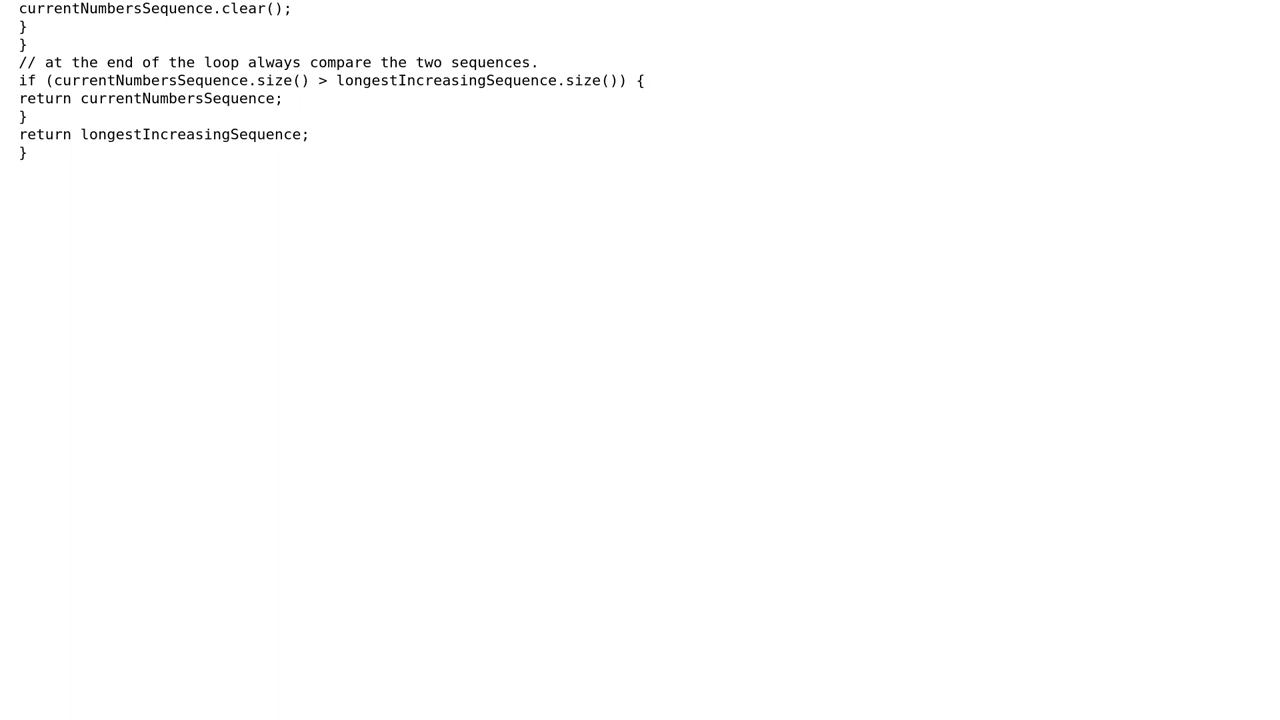 currentNumbersSequence.clear();
}
}
// at the end of the loop always compare the two sequences.
if (currentNumbersSequence.size() > longestIncreasingSequence.size()) {
return currentNumbersSequence;
}
return longestIncreasingSequence;
}